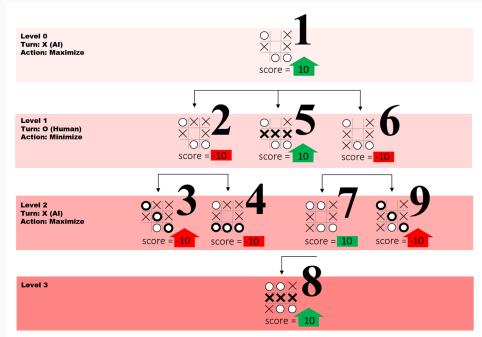 Level 0
Turn: X (AI)
Action: Maximize
1
score = 10
Level 1
Turn: O (Human)
Action: Minimize
2
score = -10
5
score = 10
6
score = -10
Level 2
Turn: X (AI)
Action: Maximize
3
score = -10
4
score = -10
7
score = 10
9
score = -10
Level 3
8
score = 10